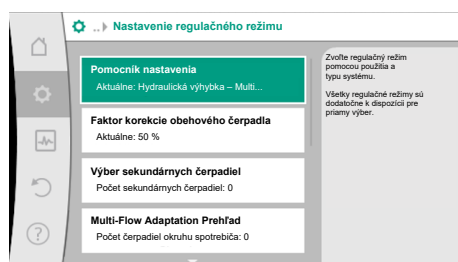 ..▸ Nastavenie regulačného režimu
Pomocník nastavenia
Aktuálne: Hydraulická výhybka – Multi...
Faktor korekcie obehového čerpadla
Aktuálne: 50 %
Výber sekundárnych čerpadiel
Počet sekundárnych čerpadiel: 0
Multi-Flow Adaptation Prehľad
Počet čerpadiel okruhu spotrebiča: 0
Zvoľte regulačný režim
pomocou použitia a
typu systému.
Všetky regulačné režimy sú
dodatočne k dispozícii pre
priamy výber.